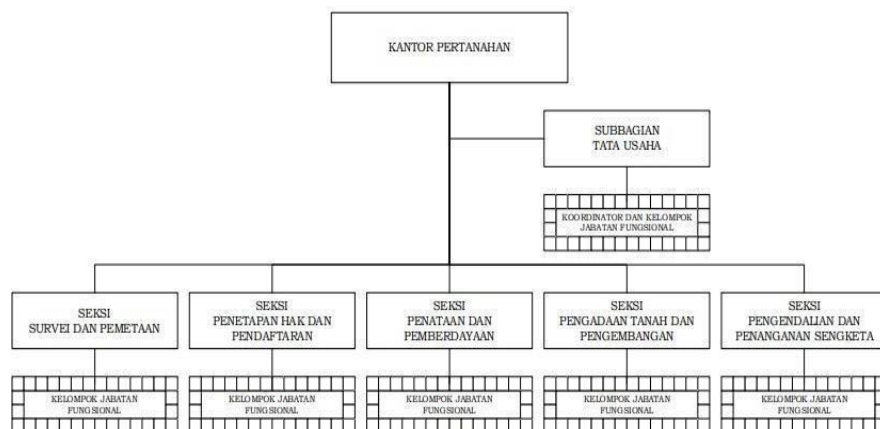 KANTOR PERTANAHAN
SUBBAGIAN
TATA USAHA
KOORDINATOR DAN KELOMPOK
JABATAN FUNGSIONAL
SEKSI
SURVEI DAN PEMETAAN
SEKSI
PENETAPAN HAK DAN
PENDAFTARAN
SEKSI
PENATAAN DAN
PEMBERDAYAAN
SEKSI
PENGADAAN TANAH DAN
PENGEMBANGAN
SEKSI
PENGENDALIAN DAN
PENANGANAN SENGKETA
KELOMPOK JABATAN
FUNGSIONAL
KELOMPOK JABATAN
FUNGSIONAL
KELOMPOK JABATAN
FUNGSIONAL
KELOMPOK JABATAN
FUNGSIONAL
KELOMPOK JABATAN
FUNGSIONAL